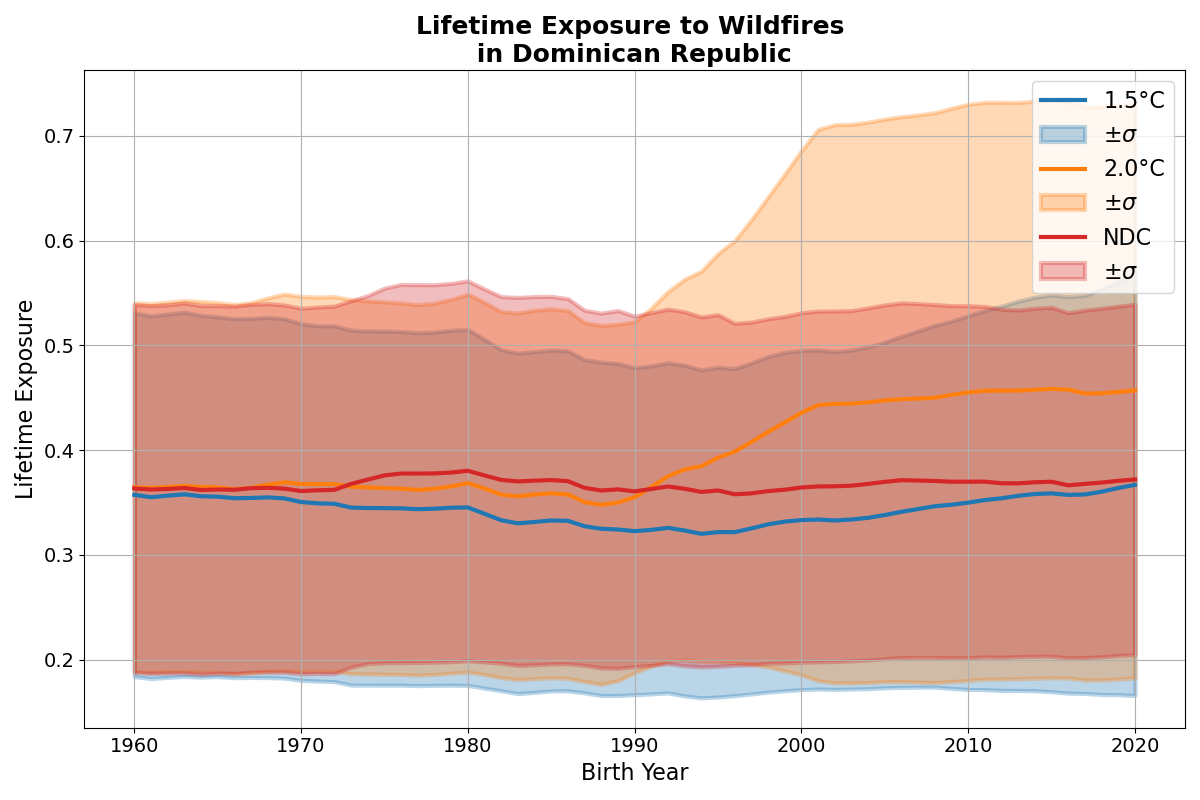 Lifetime Exposure to Wildfires
in Dominican Republic
Lifetime Exposure
0.7
0.6
0.5
0.4
0.3
0.2
1960
1970
1980
1990
2000
2010
2020
Birth Year
1.5°C
±σ
2.0°C
±σ
NDC
±σ